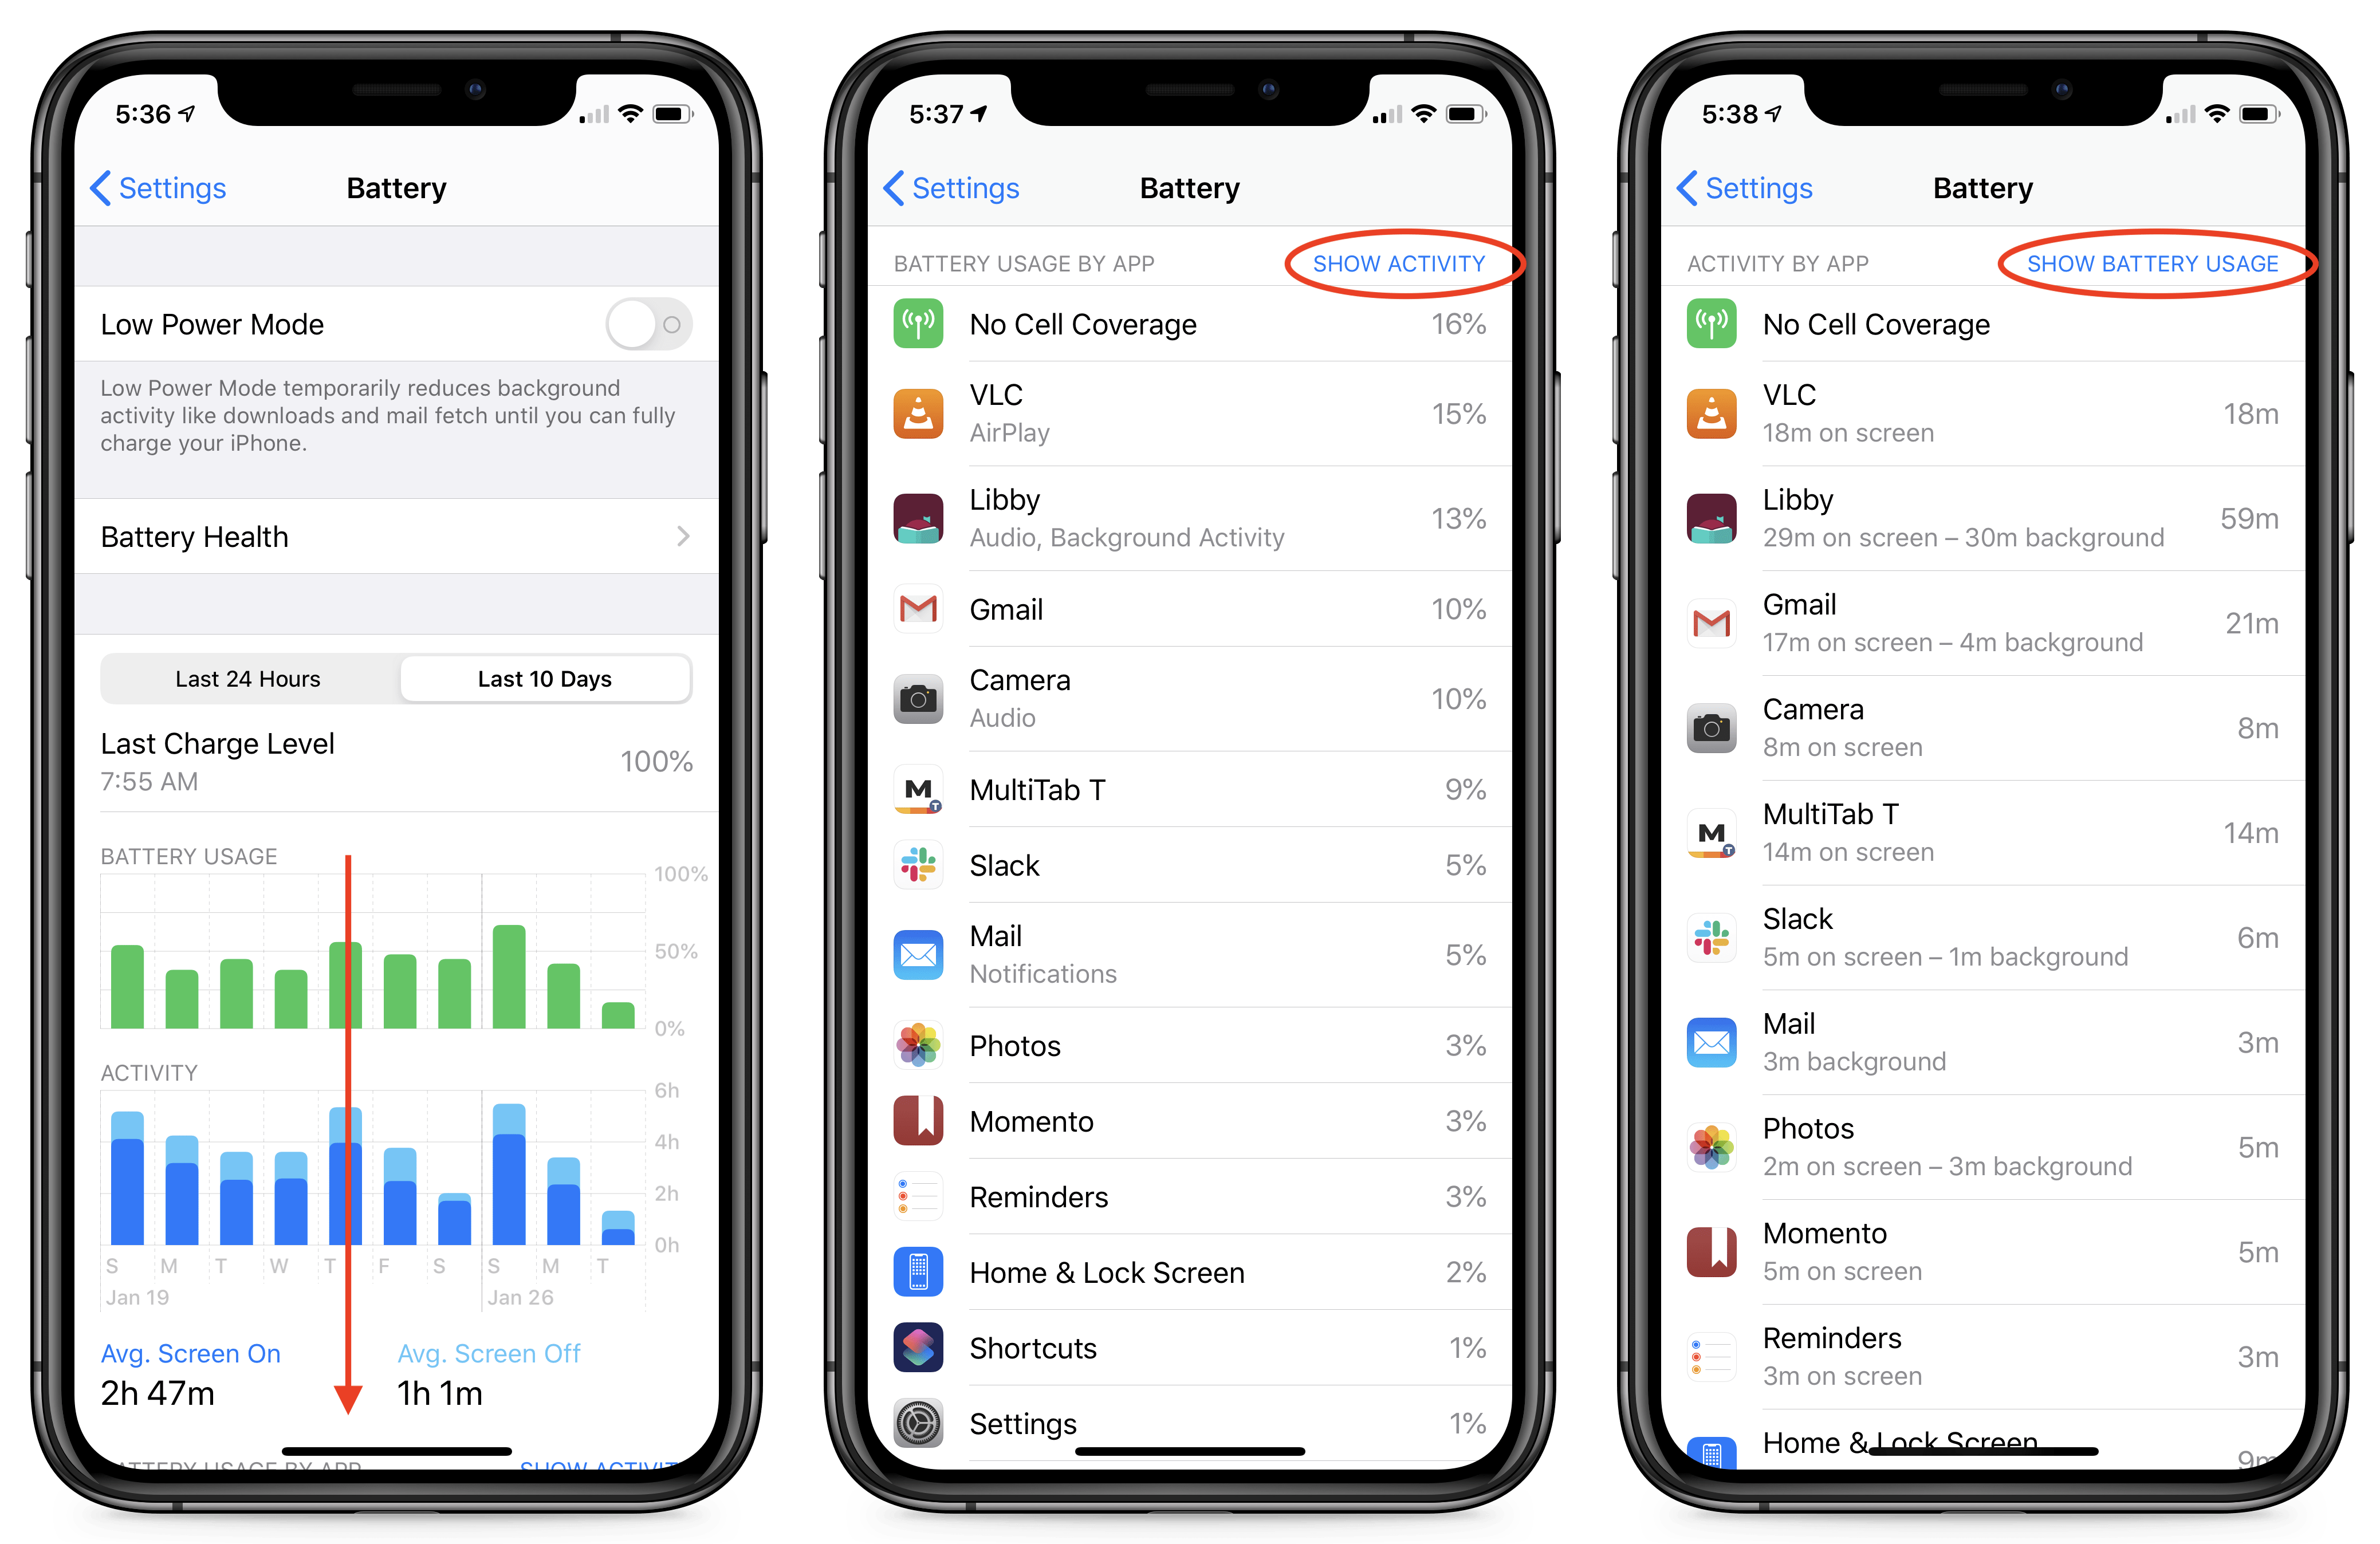 5:36
Settings
Battery
Low Power Mode
Low Power Mode temporarily reduces background
activity like downloads and mail fetch until you can fully
charge your iPhone.
Battery Health
Last 24 Hours
Last 10 Days
Last Charge Level
100%
7:55 AM
BATTERY USAGE
100%
50%
0%
ACTIVITY
6h
4h
2h
0h
S M T W T F S S M T
Jan 19
Jan 26
Avg. Screen On
Avg. Screen Off
2h 47m
1h 1m
BATTERY USAGE BY APP
SHOW ACTIVITY
5:37
Settings
Battery
BATTERY USAGE BY APP
SHOW ACTIVITY
No Cell Coverage
16%
VLC
AirPlay
15%
Libby
Audio, Background Activity
13%
Gmail
10%
Camera
Audio
10%
MultiTab T
9%
Slack
5%
Mail
Notifications
5%
Photos
3%
Momento
3%
Reminders
3%
Home & Lock Screen
2%
Shortcuts
1%
Settings
1%
5:38
Settings
Battery
ACTIVITY BY APP
SHOW BATTERY USAGE
No Cell Coverage
VLC
18m on screen
18m
Libby
29m on screen – 30m background
59m
Gmail
17m on screen – 4m background
21m
Camera
8m on screen
8m
MultiTab T
14m on screen
14m
Slack
5m on screen – 1m background
6m
Mail
3m background
3m
Photos
2m on screen – 3m background
5m
Momento
5m on screen
5m
Reminders
3m on screen
3m
Home & Lock Screen
9m